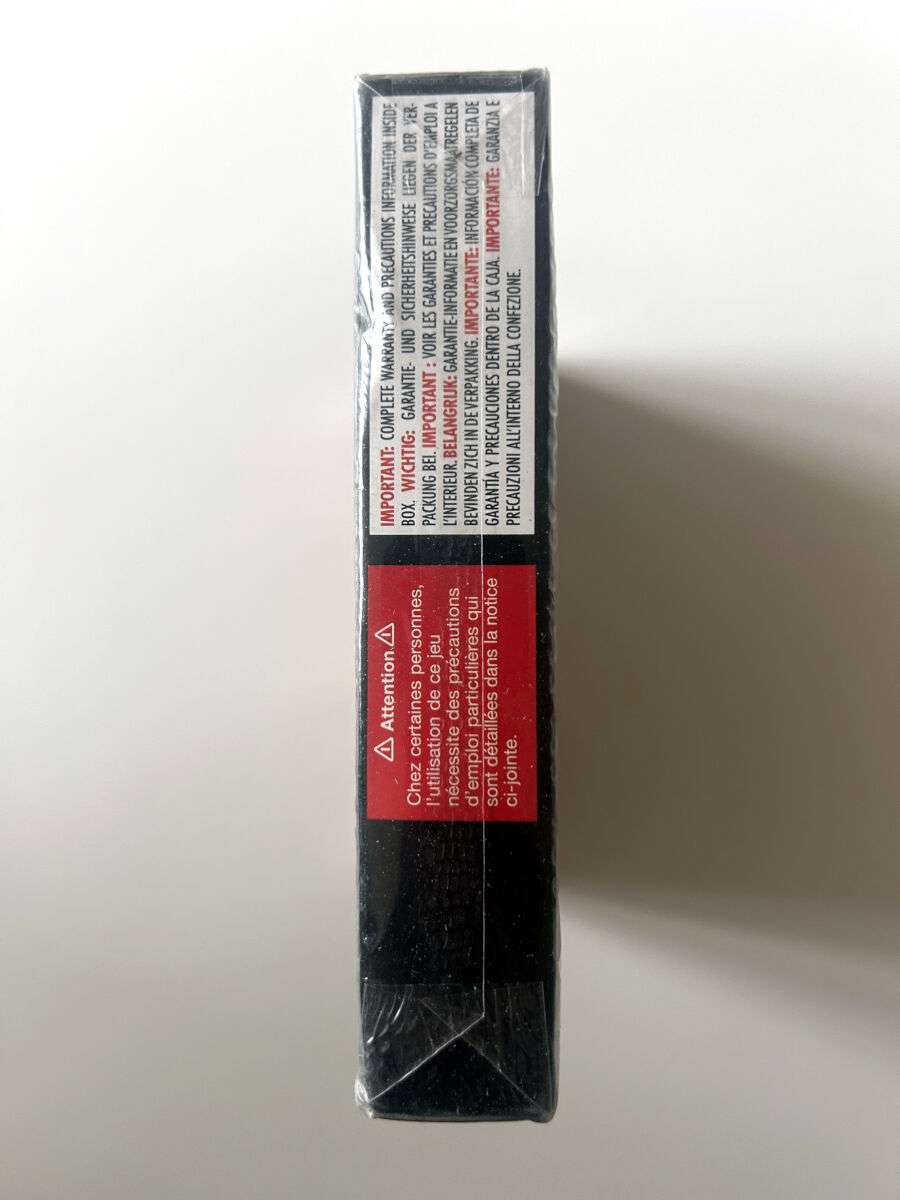 IMPORTANT: COMPLETE WARRANTY AND PRECAUTIONS INFORMATION INSIDE
BOX. WICHTIG: GARANTIE- UND SICHERHEITSHINWEISE LIEGEN DER VER-
PACKUNG BEI. IMPORTANT : VOIR LES GARANTIES ET PRECAUTIONS D'EMPLOI A
L'INTERIEUR. BELANGRIJK: GARANTIE-INFORMATIE EN VOORZORGSMAATREGELEN
BEVINDEN ZICH IN DE VERPAKKING. IMPORTANTE: INFORMACIÓN COMPLETA DE
GARANTÍA Y PRECAUCIONES DENTRO DE LA CAJA. IMPORTANTE: GARANZIA E
PRECAUZIONI ALL'INTERNO DELLA CONFEZIONE.
⚠ Attention ⚠
Chez certaines personnes,
l'utilisation de ce jeu
nécessite des précautions
d'emploi particulières qui
sont détaillées dans la notice
ci-jointe.